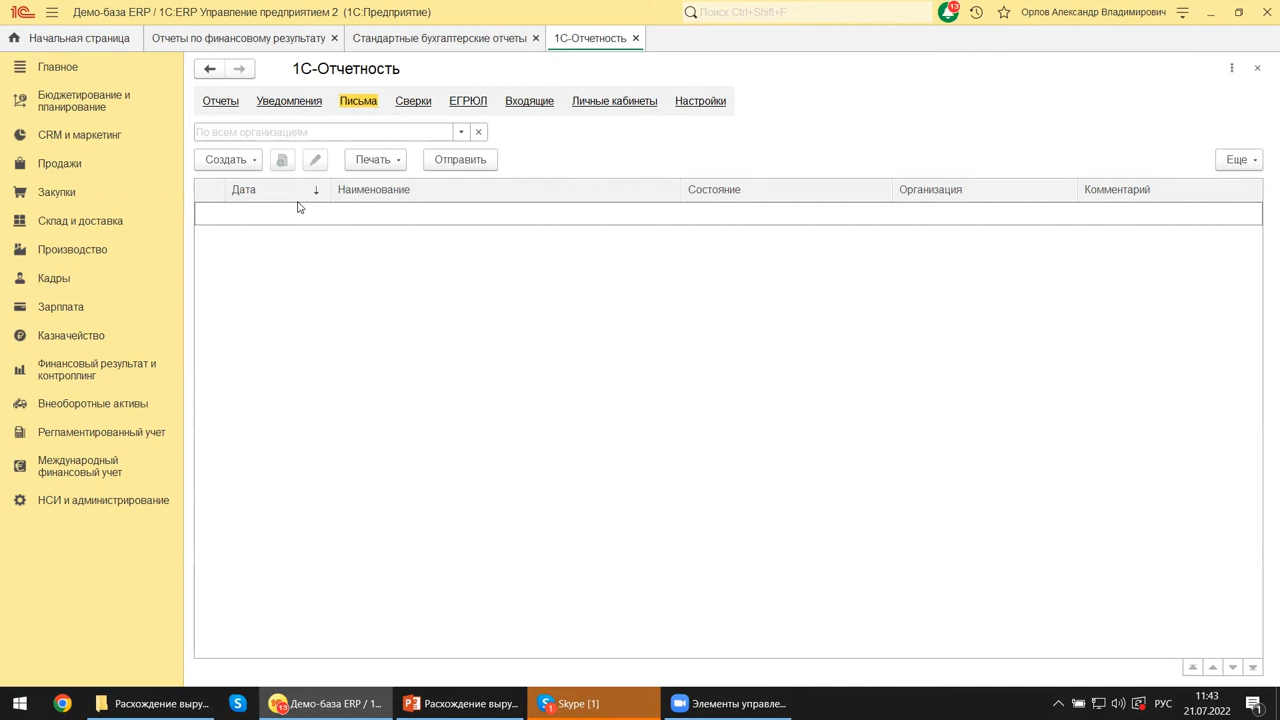 Демо-база ERP / 1С:ERP Управление предприятием 2 (1С:Предприятие)
Поиск Ctrl+Shift+F
13
Орлов Александр Владимирович
Начальная страница
Отчеты по финансовому результату
Стандартные бухгалтерские отчеты
1С-Отчетность
Главное
Бюджетирование и
планирование
CRM и маркетинг
Продажи
Закупки
Склад и доставка
Производство
Кадры
Зарплата
Казначейство
Финансовый результат и
контроллинг
Внеоборотные активы
Регламентированный учет
Международный
финансовый учет
НСИ и администрирование
1С-Отчетность
Отчеты
Уведомления
Письма
Сверки
ЕГРЮЛ
Входящие
Личные кабинеты
Настройки
По всем организациям
Создать
Печать
Отправить
Еще
Дата
Наименование
Состояние
Организация
Комментарий
Расхождение выру...
13
Демо-база ERP / 1...
Расхождение выру...
1
Skype [1]
Элементы управле...
РУС
11:43
21.07.2022
1